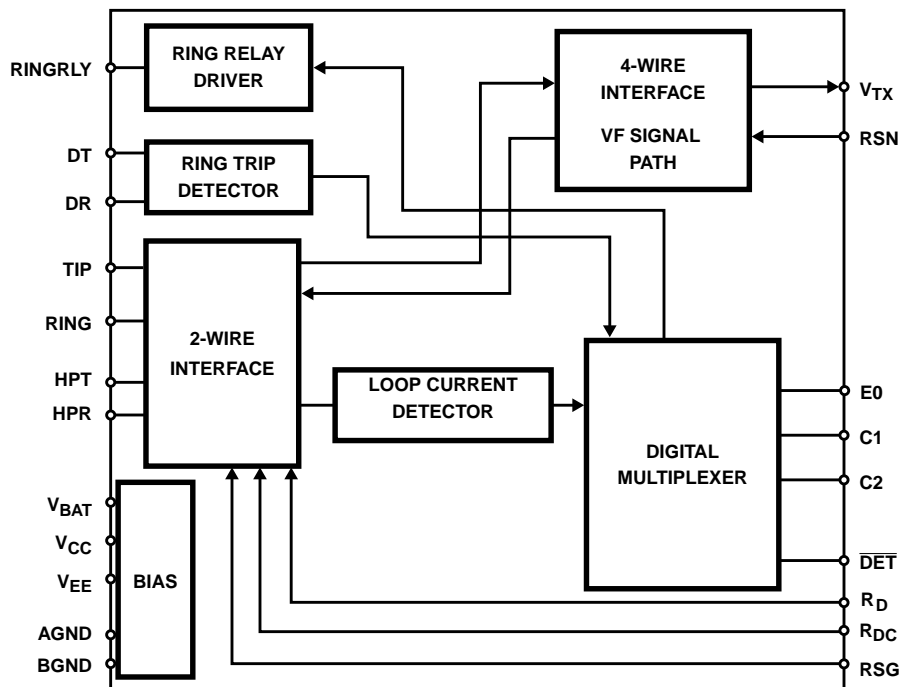 RINGRLY
RING RELAY
DRIVER
4-WIRE
INTERFACE
VF SIGNAL
PATH
VTX
RSN
DT
DR
RING TRIP
DETECTOR
TIP
RING
HPT
HPR
2-WIRE
INTERFACE
LOOP CURRENT
DETECTOR
DIGITAL
MULTIPLEXER
E0
C1
C2
DET
RD
RDC
RSG
VBAT
VCC
VEE
AGND
BGND
BIAS